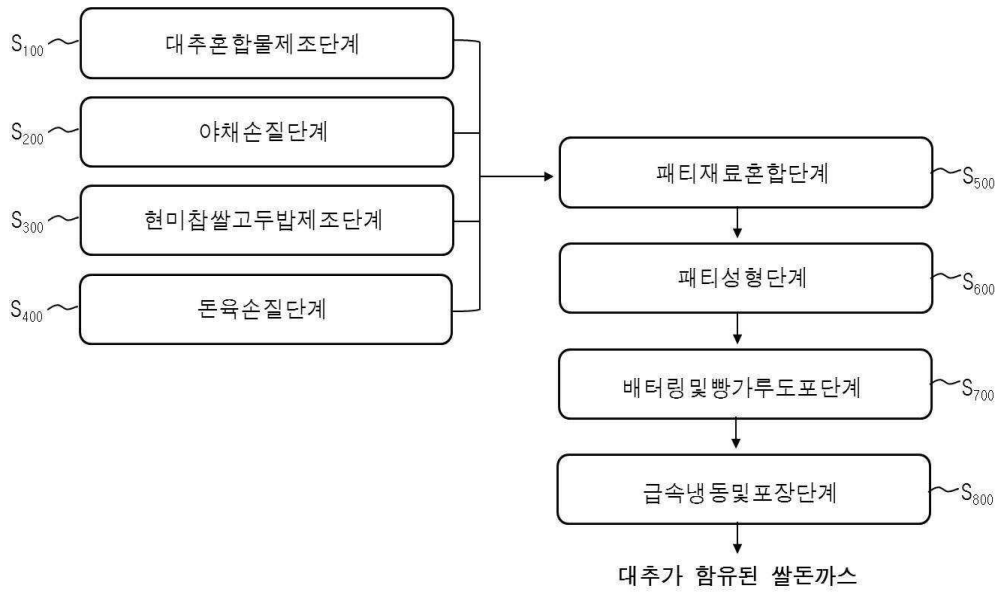 S100 대추혼합물제조단계
S200 야채손질단계
S300 현미찹쌀고두밥제조단계
S400 돈육손질단계
패티재료혼합단계 S500
패티성형단계 S600
배터링및빵가루도포단계 S700
급속냉동및포장단계 S800
대추가 함유된 쌀돈까스